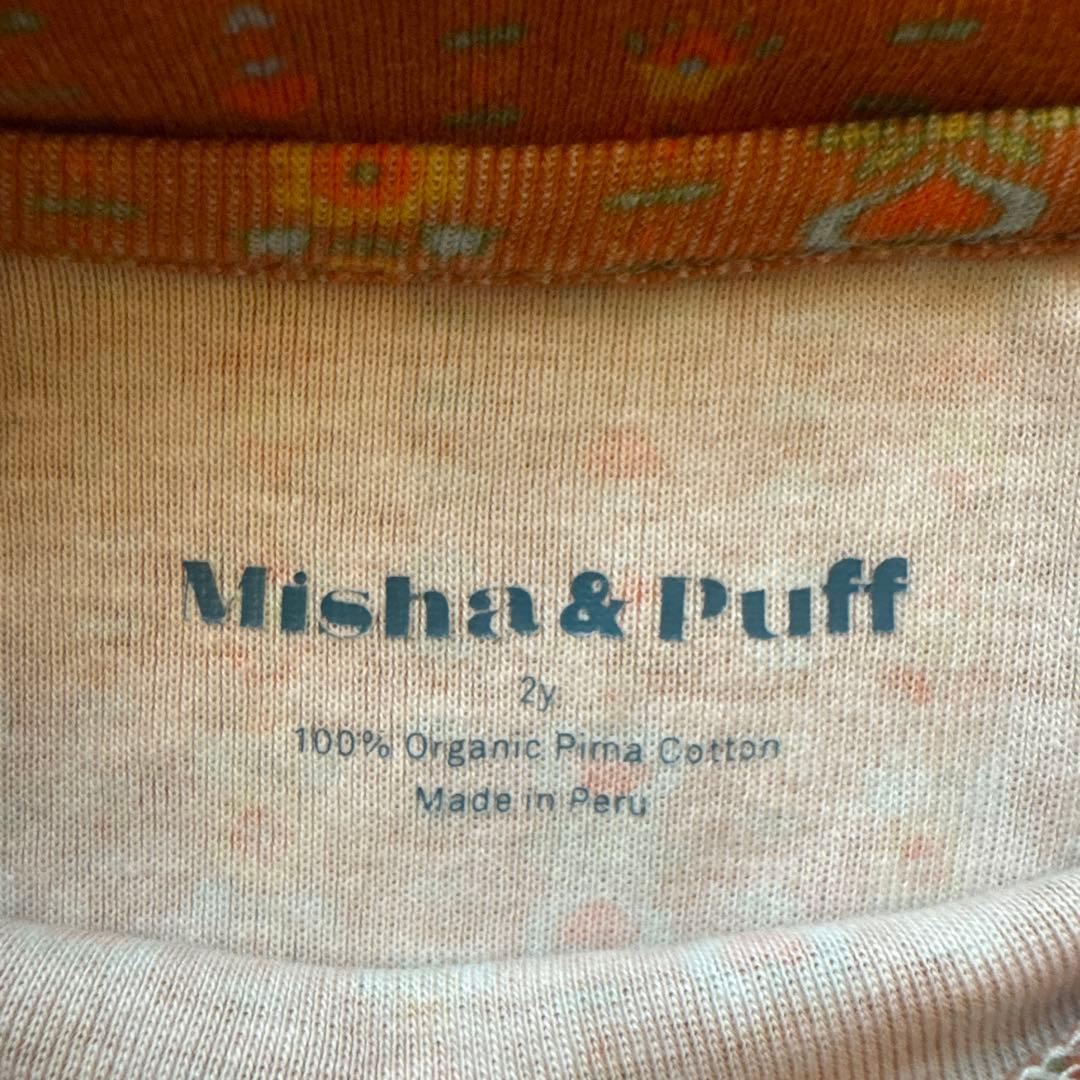 Misha & Puff
2y
100% Organic Pima Cotton
Made in Peru